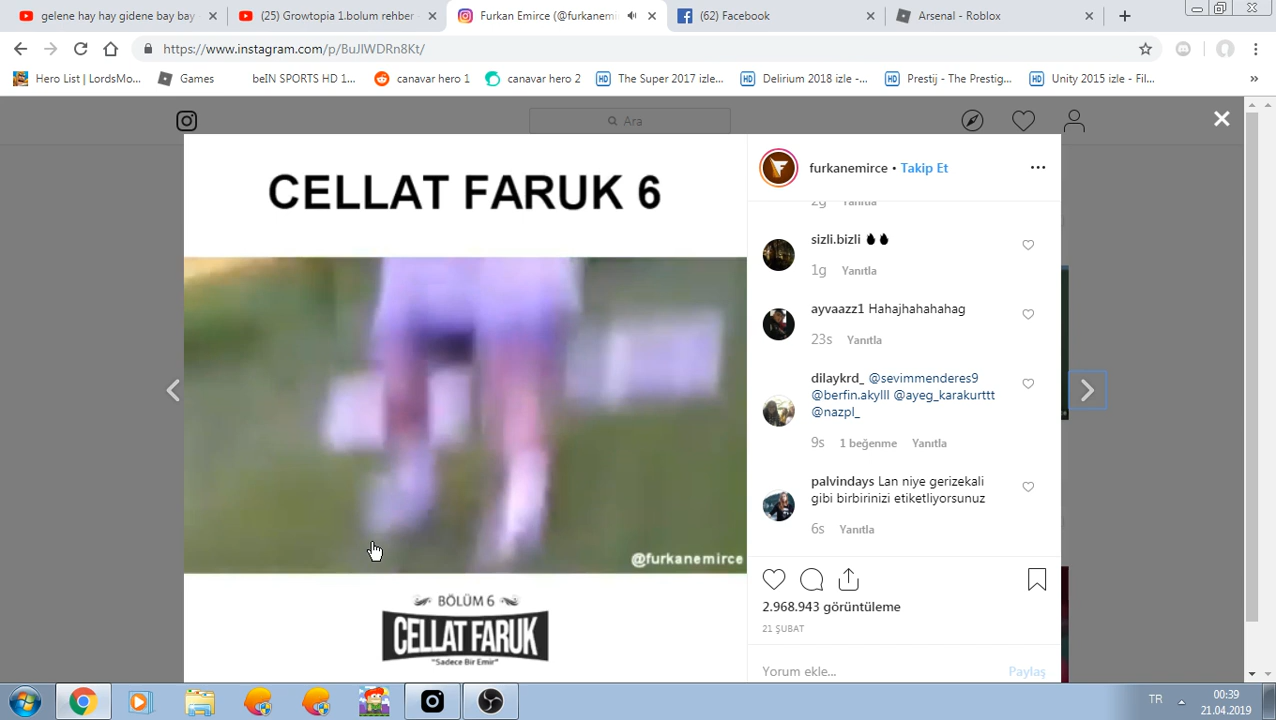 gelene hay hay gidene bay bay
(25) Growtopia 1.bolum rehber
Furkan Emirce (@furkanemi
(62) Facebook
Arsenal - Roblox
https://www.instagram.com/p/BuJIWDRn8Kt/
Hero List | LordsMo...
Games
beIN SPORTS HD 1...
canavar hero 1
canavar hero 2
The Super 2017 izle...
Delirium 2018 izle -...
Prestij - The Prestig...
Unity 2015 izle - Fil...
Ara
CELLAT FARUK 6
@furkanemirce
BÖLÜM 6
CELLAT FARUK
"Sadece Bir Emir"
furkanemirce • Takip Et
2g Yanıtla
sizli.bizli
1g Yanıtla
ayvaazz1 Hahajhahahahag
23s Yanıtla
dilaykrd_ @sevimmenderes9
@berfin.akylll @ayeg_karakurttt
@nazpl_
9s 1 beğenme Yanıtla
palvindays Lan niye gerizekali
gibi birbirinizi etiketliyorsunuz
6s Yanıtla
2.968.943 görüntüleme
21 ŞUBAT
Yorum ekle... Paylaş
TR
00:39
21.04.2019